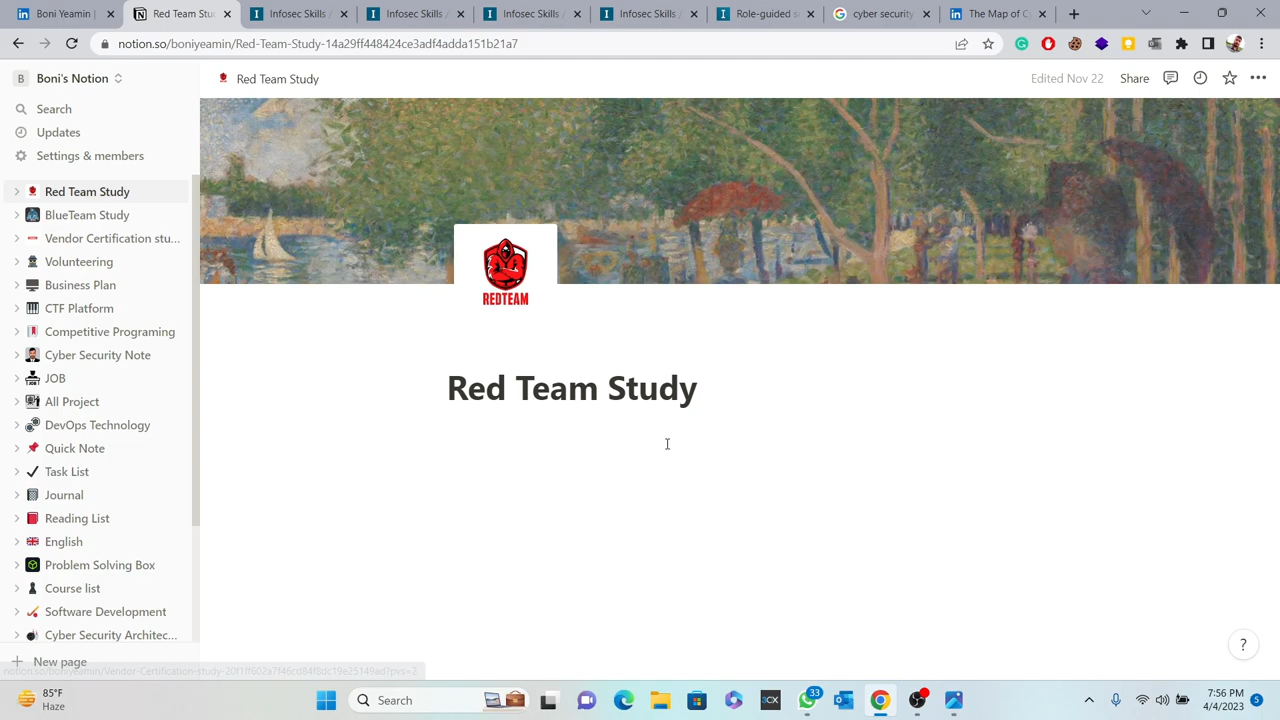 Boni Yeamin /
Red Team Stu
Infosec Skills /
Infosec Skills /
Infosec Skills /
Infosec Skills /
Role-guided s
cyber security
The Map of Cy
notion.so/boniyeamin/Red-Team-Study-14a29ff448424ce3a4f4adda151b21a7
B Boni's Notion
Red Team Study
Edited Nov 22
Share
Search
Updates
Settings & members
Red Team Study
BlueTeam Study
Vendor Certification stu...
Volunteering
Business Plan
CTF Platform
Competitive Programing
Cyber Security Note
JOB
All Project
DevOps Technology
Quick Note
Task List
Journal
Reading List
English
Problem Solving Box
Course list
Software Development
Cyber Security Architec...
New page
REDTEAM
Red Team Study
?
85°F
Haze
Search
33
7:56 PM
4/4/2023
5